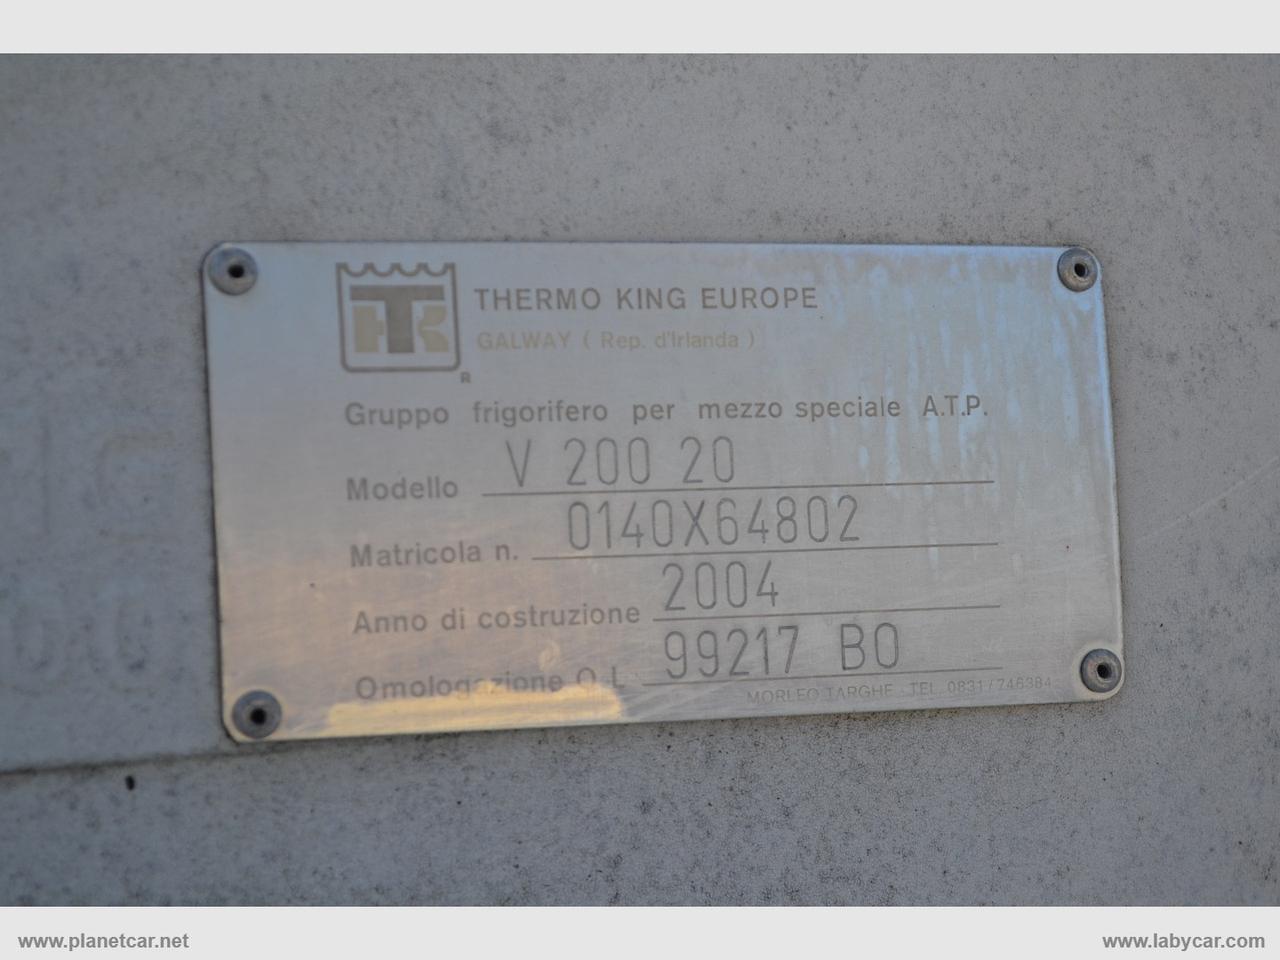 THERMO KING EUROPE
GALWAY ( Rep. d'Irlanda )
R
Gruppo frigorifero per mezzo speciale A.T.P.
Modello V 200 20
Matricola n. 0140X64802
Anno di costruzione 2004
Omologazione O.L. 99217 BO
MORLEO TARGHE - TEL. 0831/746384
www.planetcar.net
www.labycar.com